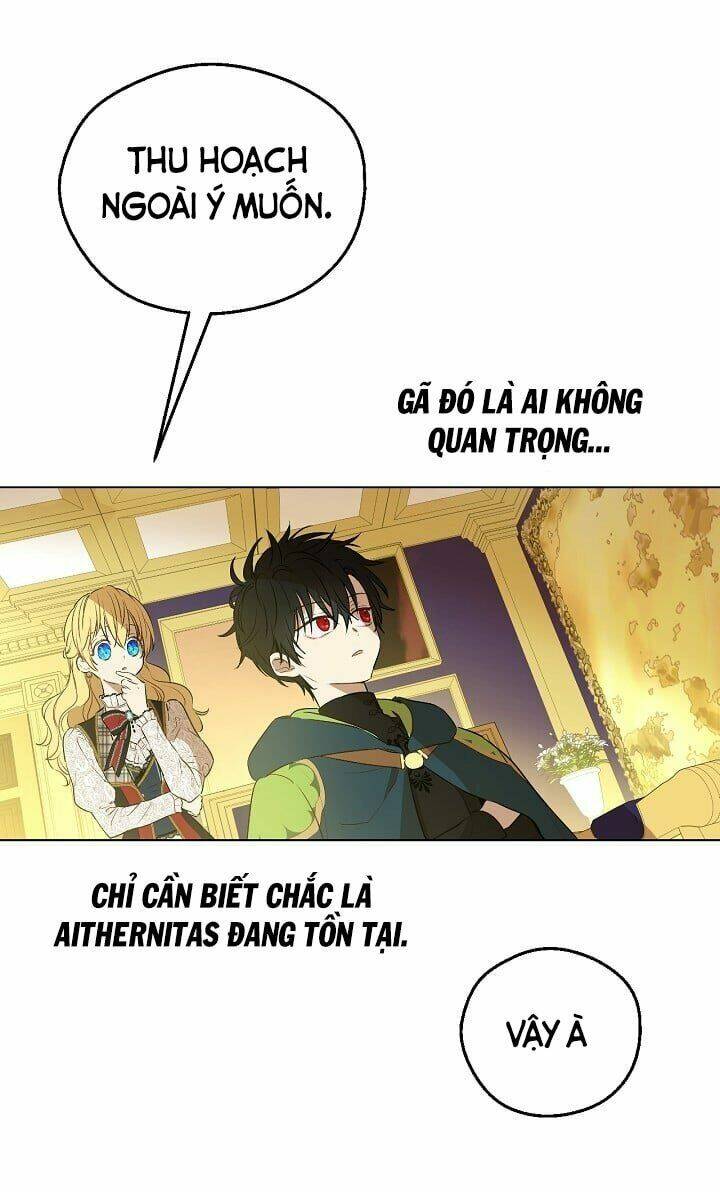 THU HOẠCH
NGOÀI Ý MUỐN.
GÃ ĐÓ LÀ AI KHÔNG
QUAN TRỌNG...
CHỈ CẦN BIẾT CHẮC LÀ
AITHERNITAS ĐANG TỒN TẠI.
VẬY À